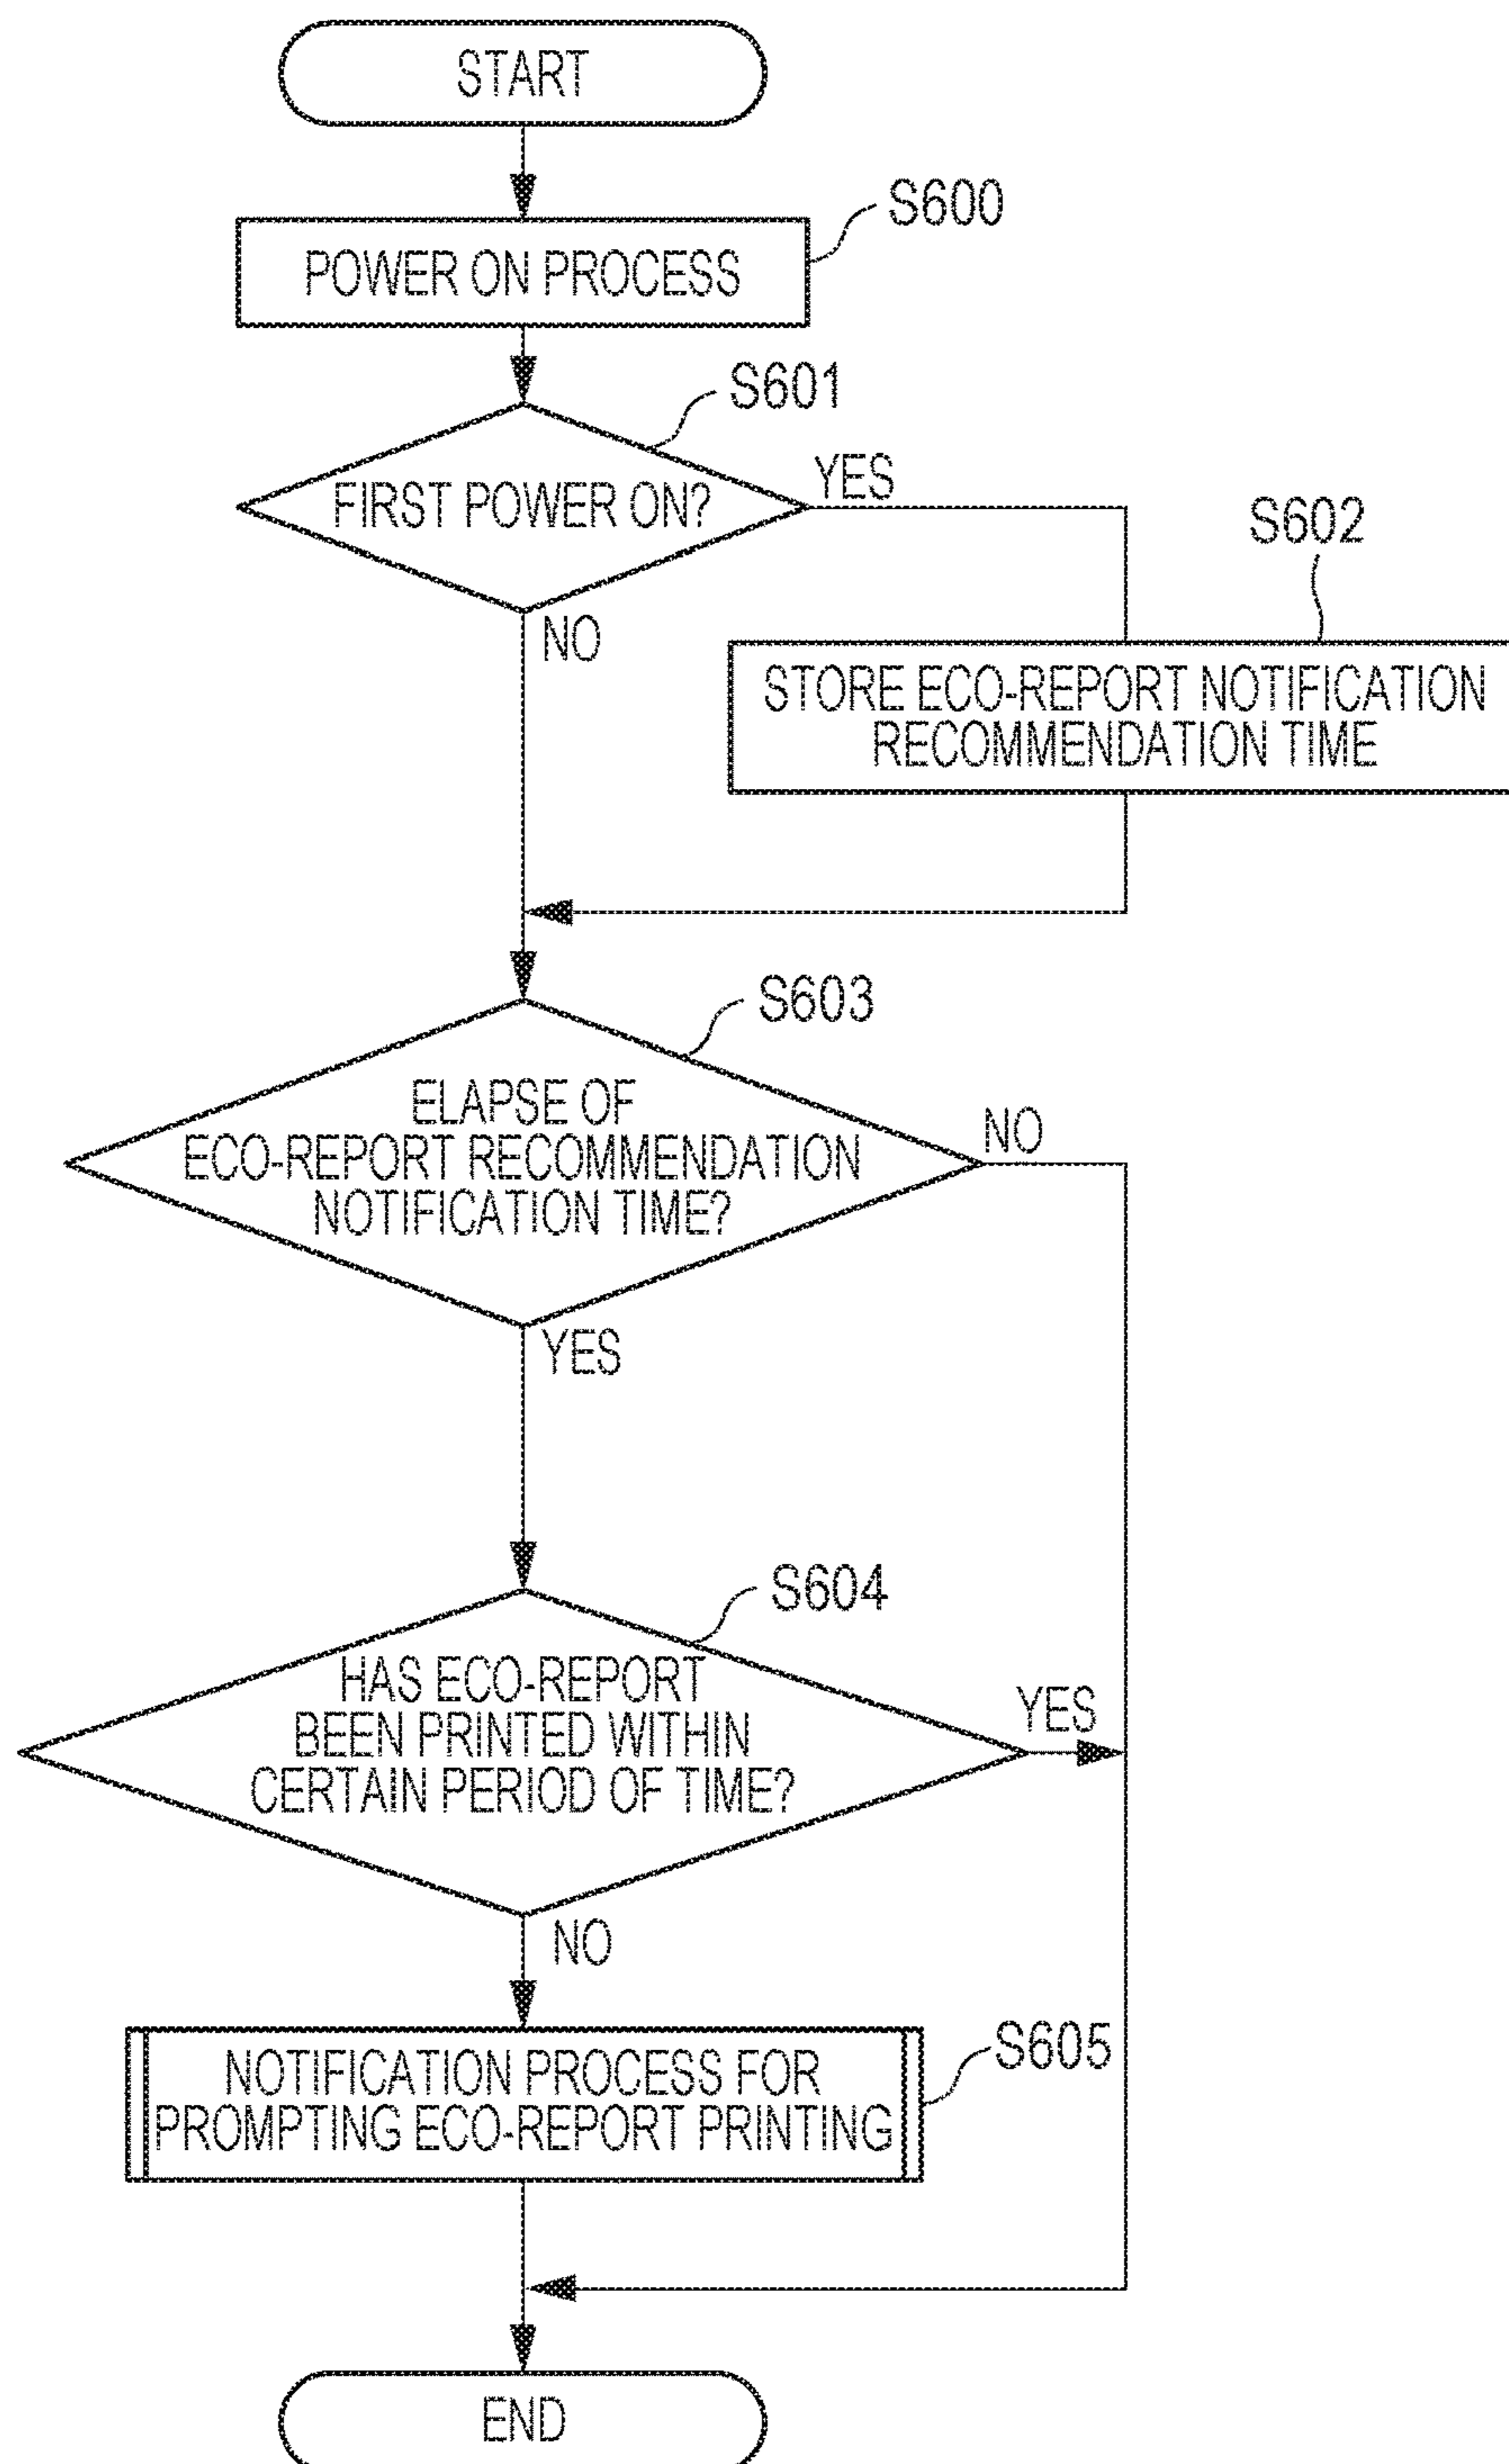 START
S600
POWER ON PROCESS
S601
FIRST POWER ON?
YES
S602
NO
STORE ECO-REPORT NOTIFICATION
RECOMMENDATION TIME
S603
ELAPSE OF
ECO-REPORT RECOMMENDATION
NOTIFICATION TIME?
NO
YES
S604
HAS ECO-REPORT
BEEN PRINTED WITHIN
CERTAIN PERIOD OF TIME?
YES
NO
S605
NOTIFICATION PROCESS FOR
PROMPTING ECO-REPORT PRINTING
END